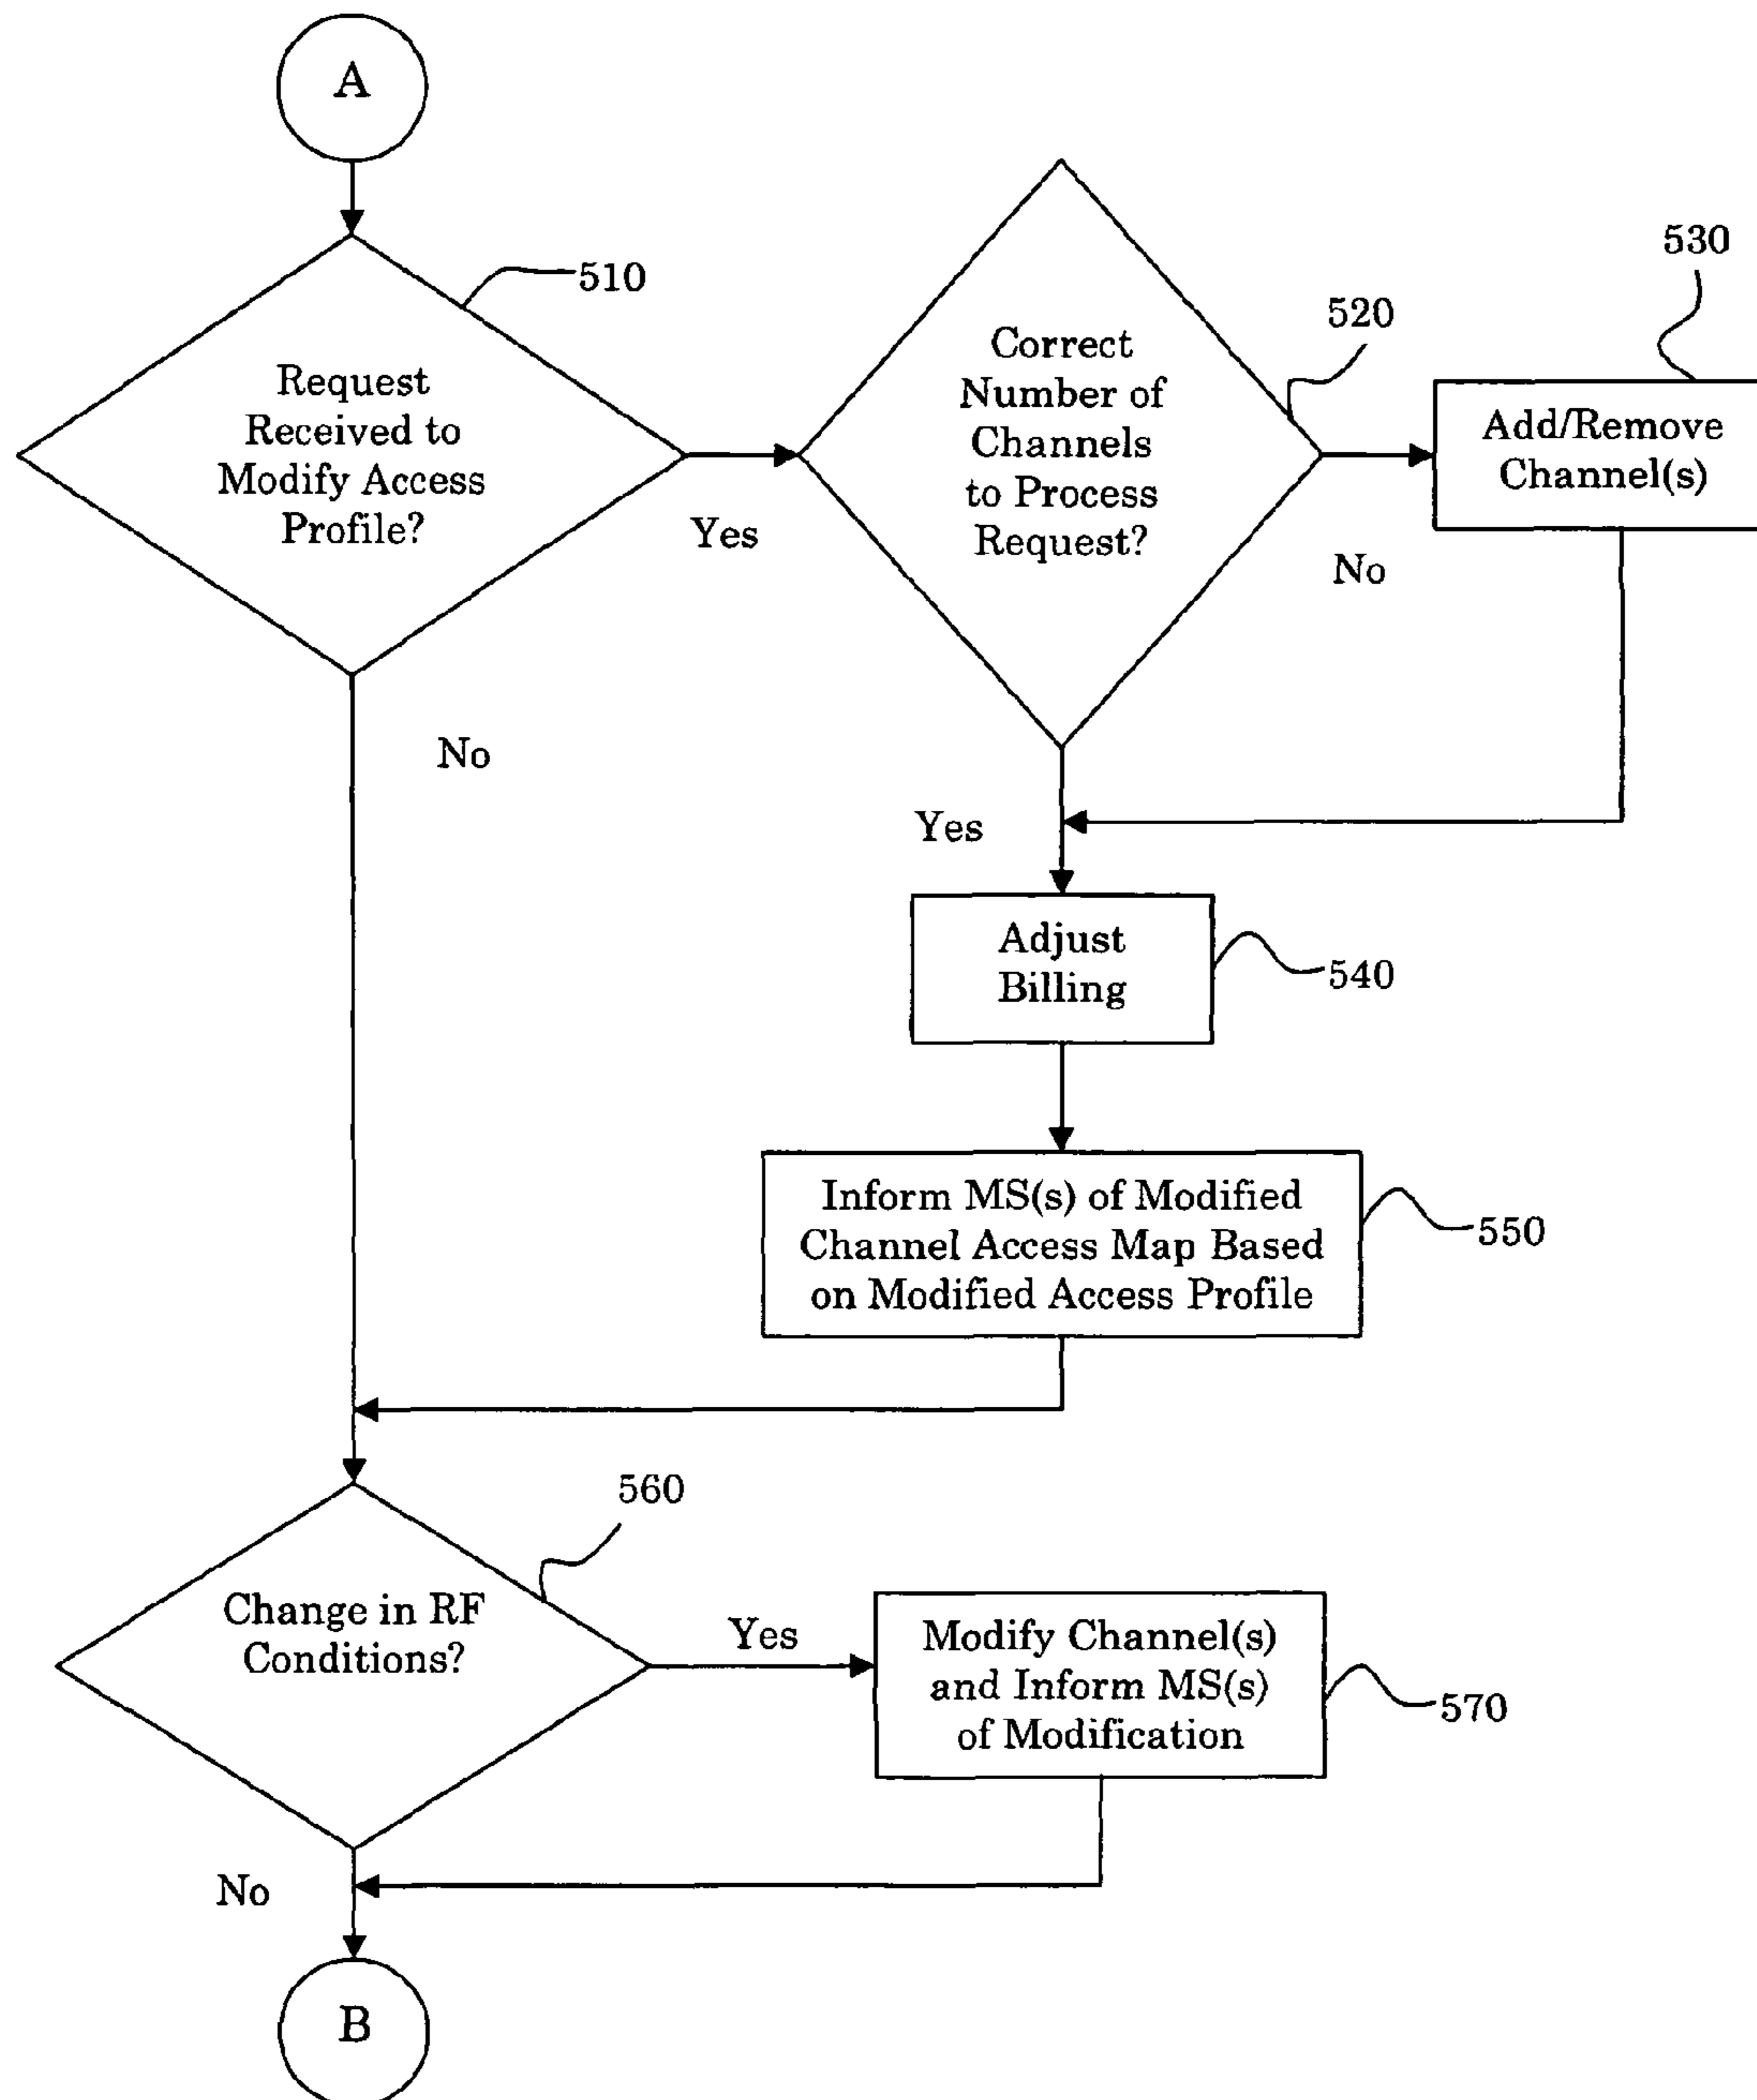 A
510
Request
Received to
Modify Access
Profile?
Yes
No
Correct
Number of
Channels
to Process
Request?
520
No
Yes
530
Add/Remove
Channel(s)
Adjust
Billing
540
Inform MS(s) of Modified
Channel Access Map Based
on Modified Access Profile
550
560
Change in RF
Conditions?
Yes
No
Modify Channel(s)
and Inform MS(s)
of Modification
570
B